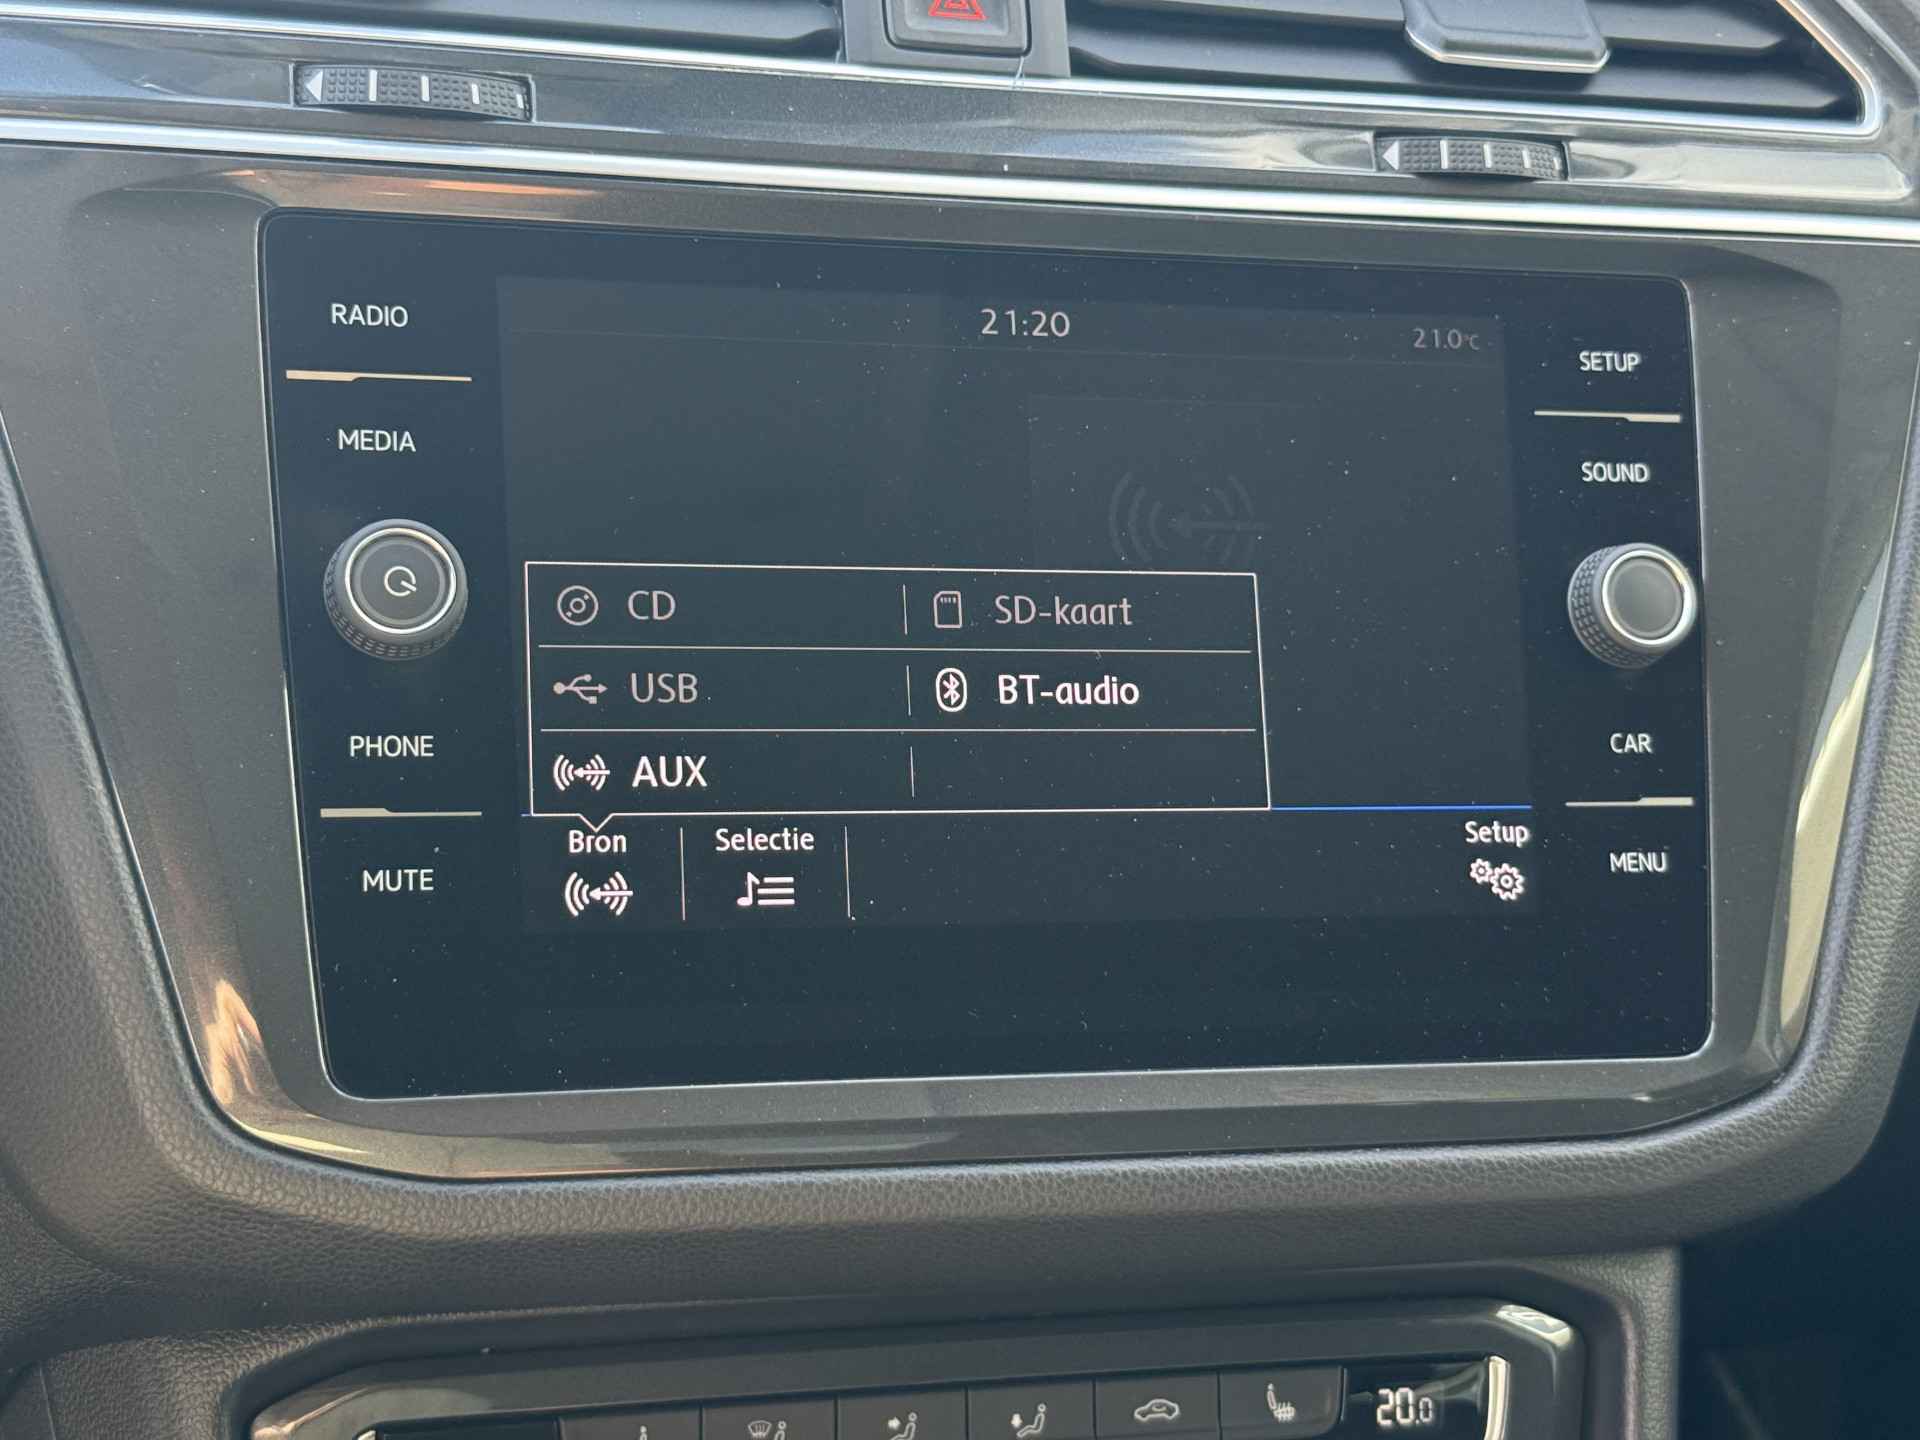 21:20
21.0°C
RADIO
MEDIA
PHONE
MUTE
SETUP
SOUND
CAR
MENU
CD
SD-kaart
USB
BT-audio
AUX
Bron
Selectie
Setup
20.0